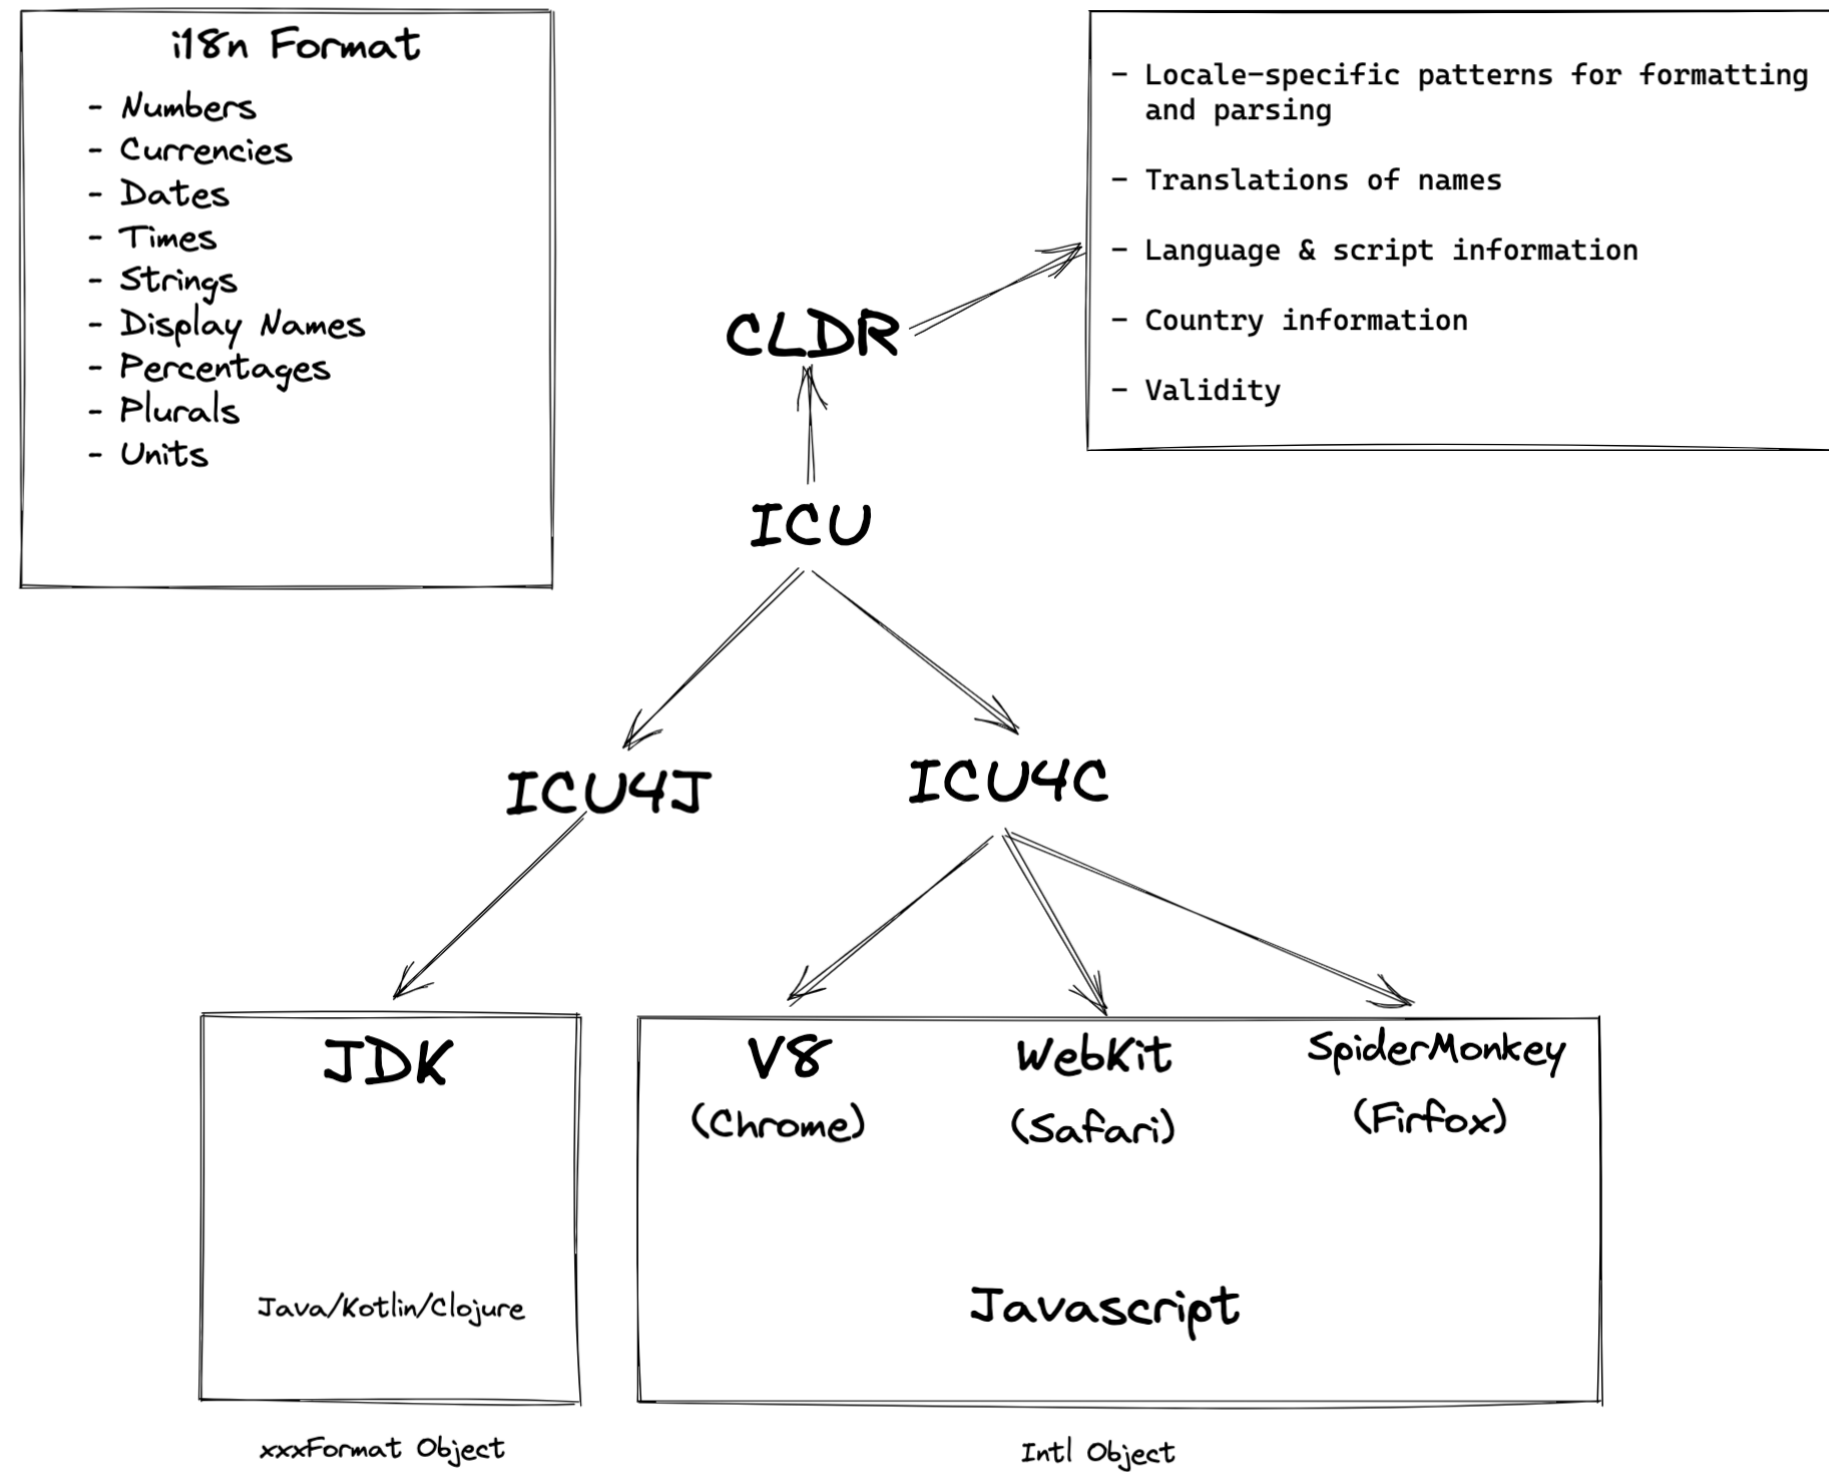 i18n Format
- Numbers
- Currencies
- Dates
- Times
- Strings
- Display Names
- Percentages
- Plurals
- Units
- Locale-specific patterns for formatting
and parsing
- Translations of names
- Language & script information
- Country information
- Validity
CLDR
ICU
ICU4J
ICU4C
JDK
Java/Kotlin/Clojure
xxxFormat Object
V8
(Chrome)
WebKit
(Safari)
SpiderMonkey
(Firfox)
Javascript
Intl Object